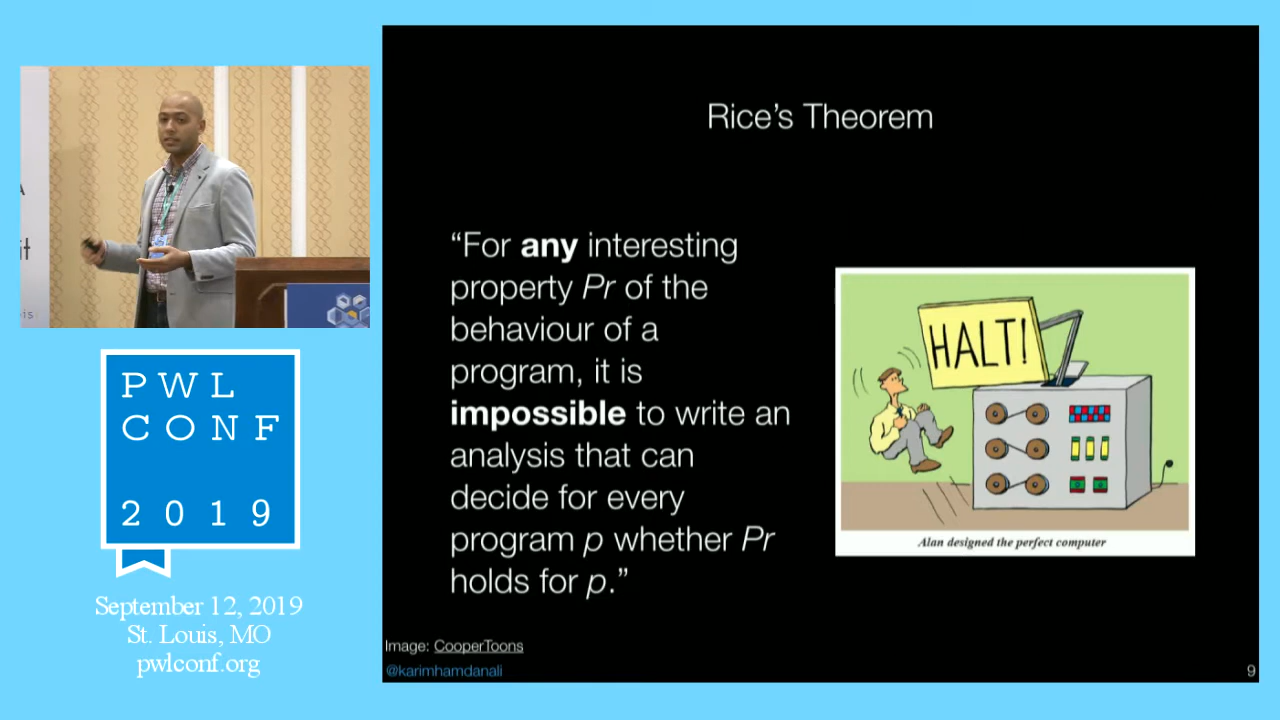 PWL
CONF
2019
September 12, 2019
St. Louis, MO
pwlconf.org
Rice's Theorem
“For any interesting
property Pr of the
behaviour of a
program, it is
impossible to write an
analysis that can
decide for every
program p whether Pr
holds for p.”
HALT!
Alan designed the perfect computer
Image: CooperToons
@karimhamdanali
9